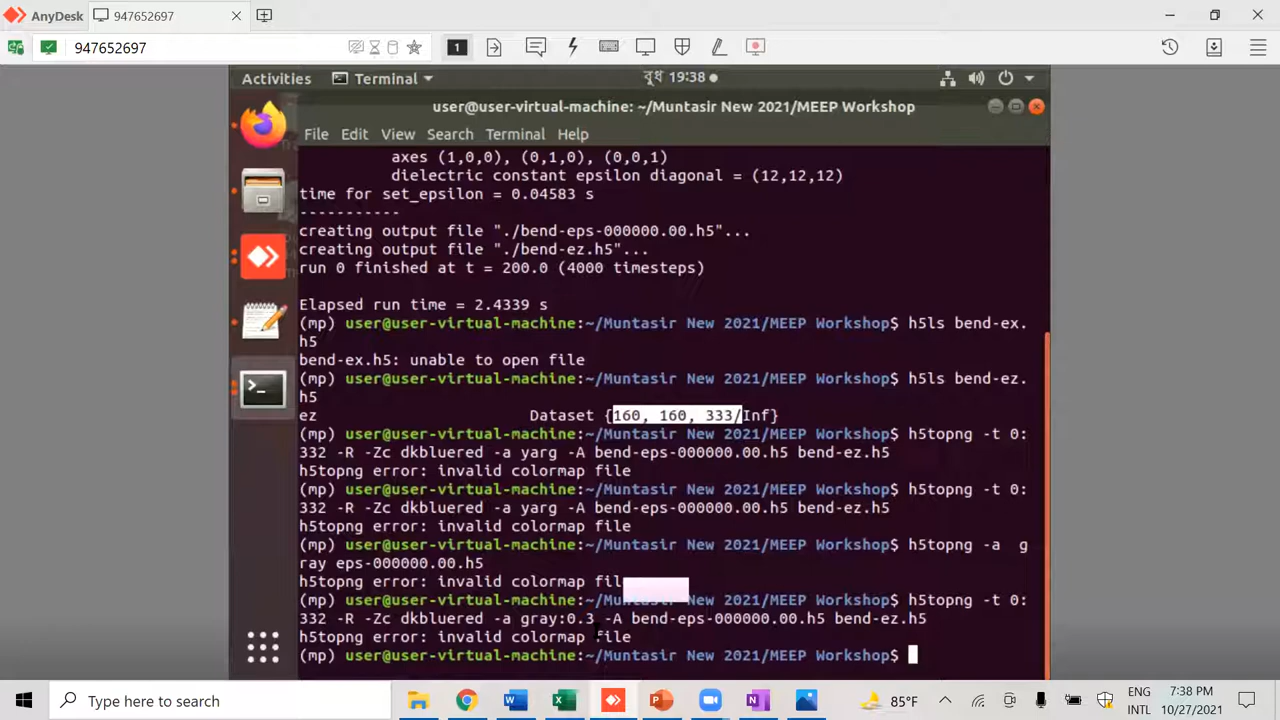 AnyDesk
947652697
947652697
1
Activities
Terminal
বুধ 19:38
user@user-virtual-machine: ~/Muntasir New 2021/MEEP Workshop
File Edit View Search Terminal Help
axes (1,0,0), (0,1,0), (0,0,1)
dielectric constant epsilon diagonal = (12,12,12)
time for set_epsilon = 0.04583 s
-----------
creating output file "./bend-eps-000000.00.h5"...
creating output file "./bend-ez.h5"...
run 0 finished at t = 200.0 (4000 timesteps)
Elapsed run time = 2.4339 s
(mp) user@user-virtual-machine:~/Muntasir New 2021/MEEP Workshop$ h5ls bend-ex.
h5
bend-ex.h5: unable to open file
(mp) user@user-virtual-machine:~/Muntasir New 2021/MEEP Workshop$ h5ls bend-ez.
h5
ez Dataset {160, 160, 333/Inf}
(mp) user@user-virtual-machine:~/Muntasir New 2021/MEEP Workshop$ h5topng -t 0:
332 -R -Zc dkbluered -a yarg -A bend-eps-000000.00.h5 bend-ez.h5
h5topng error: invalid colormap file
(mp) user@user-virtual-machine:~/Muntasir New 2021/MEEP Workshop$ h5topng -t 0:
332 -R -Zc dkbluered -a yarg -A bend-eps-000000.00.h5 bend-ez.h5
h5topng error: invalid colormap file
(mp) user@user-virtual-machine:~/Muntasir New 2021/MEEP Workshop$ h5topng -a g
ray eps-000000.00.h5
h5topng error: invalid colormap fil
(mp) user@user-virtual-machine:~/Muntasir New 2021/MEEP Workshop$ h5topng -t 0:
332 -R -Zc dkbluered -a gray:0.3 -A bend-eps-000000.00.h5 bend-ez.h5
h5topng error: invalid colormap file
(mp) user@user-virtual-machine:~/Muntasir New 2021/MEEP Workshop$
Type here to search
85°F
ENG
INTL
7:38 PM
10/27/2021